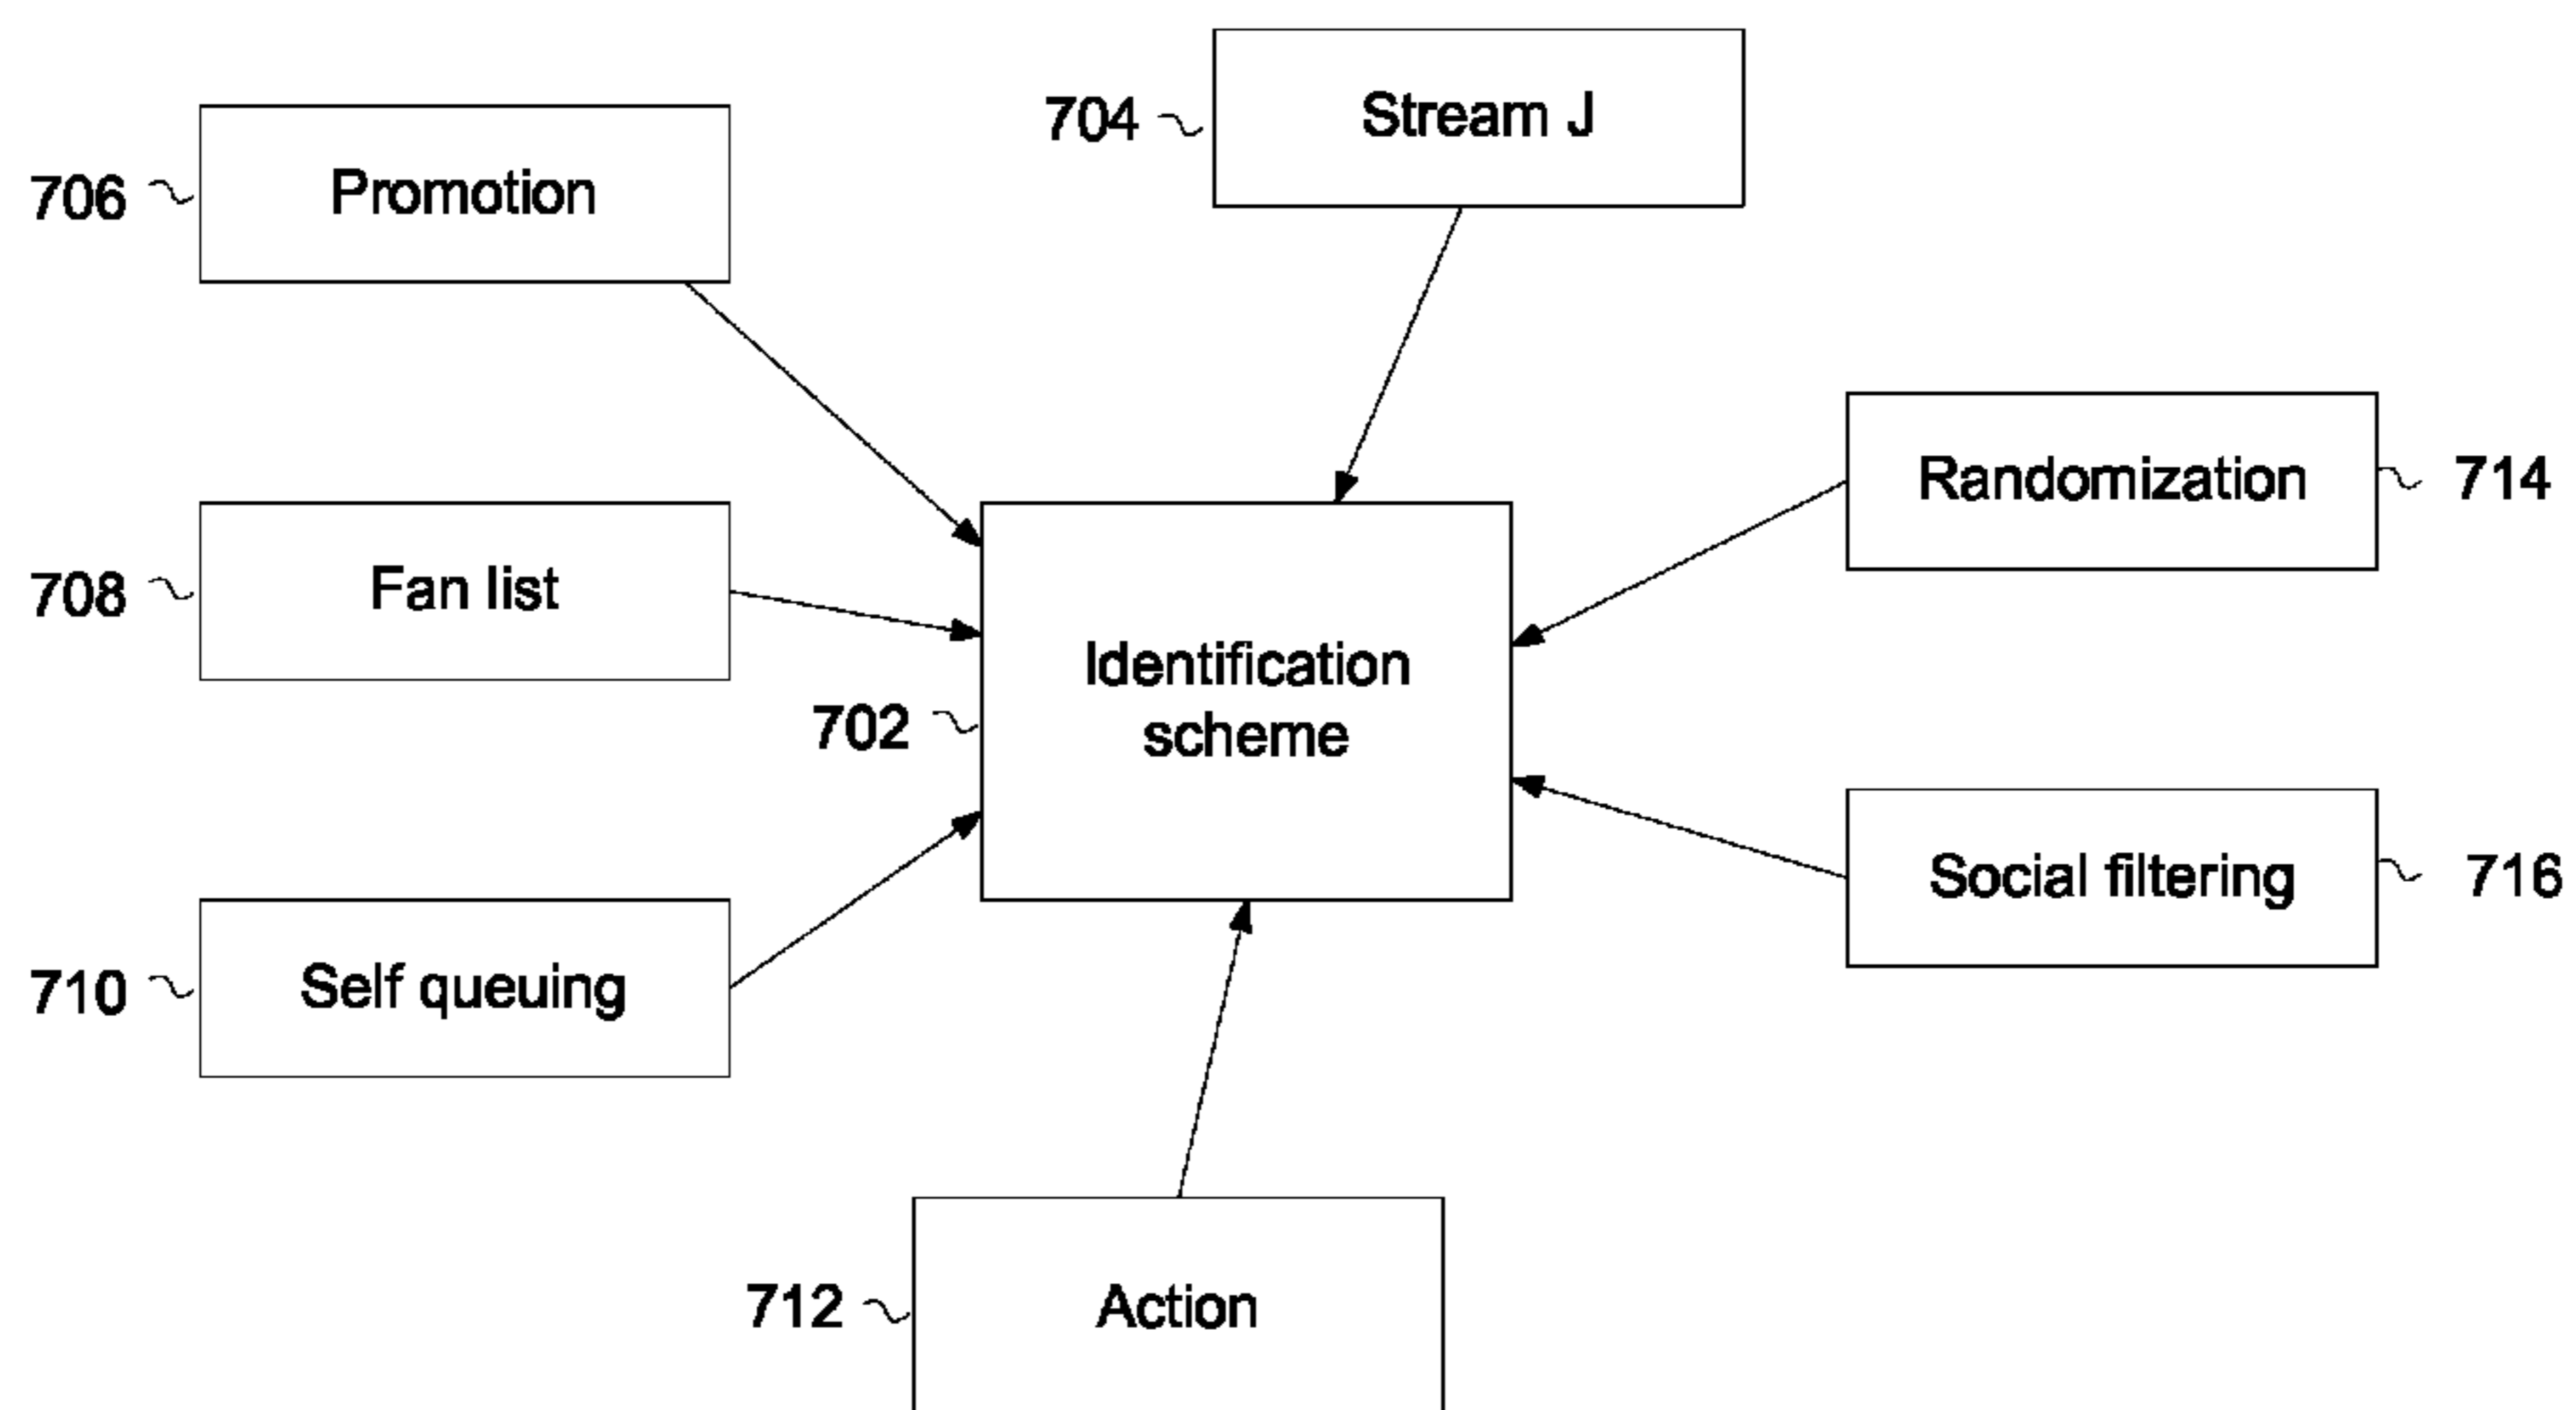 704 Stream J
706 Promotion
Randomization 714
708 Fan list
Identification
702
scheme
Social filtering 716
710 Self queuing
712 Action